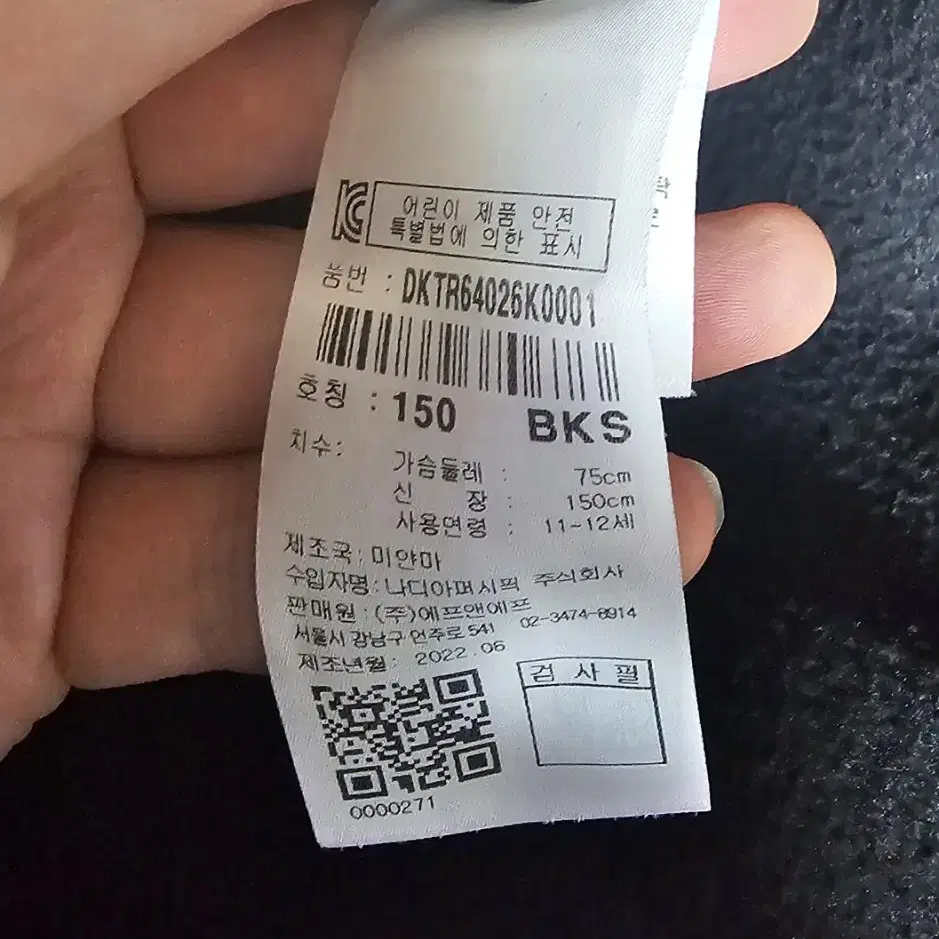 어린이 제품 안전
특별법에 의한 표시
품번 : DKTR64026K0001
호칭 : 150 BKS
치수: 가슴둘레 : 75cm
신 장 : 150cm
사용연령 : 11~12세
제조국 : 미얀마
수입자명 : 나디아퍼시픽 주식회사
판매원 : (주)에프앤에프
서울시 강남구 언주로 541 02-3474-8914
제조년월 : 2022.06
검사필
0000271